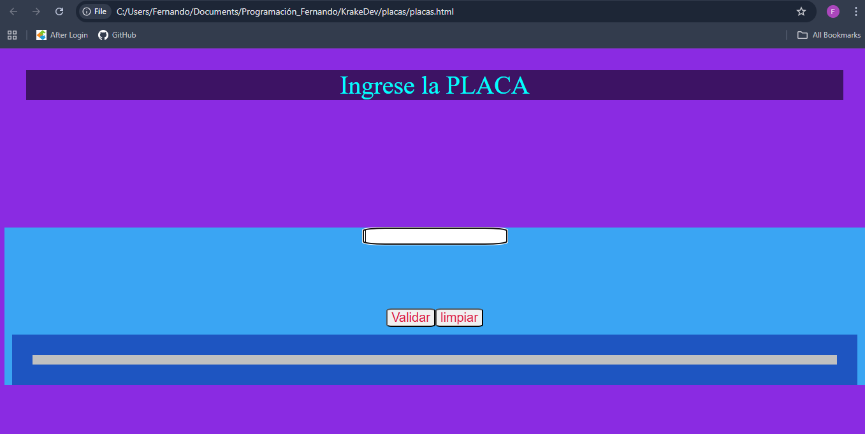 File C:/Users/Fernando/Documents/Programación_Fernando/KrakeDev/placas/placas.html F
After Login GitHub All Bookmarks
Ingrese la PLACA
Validar limpiar